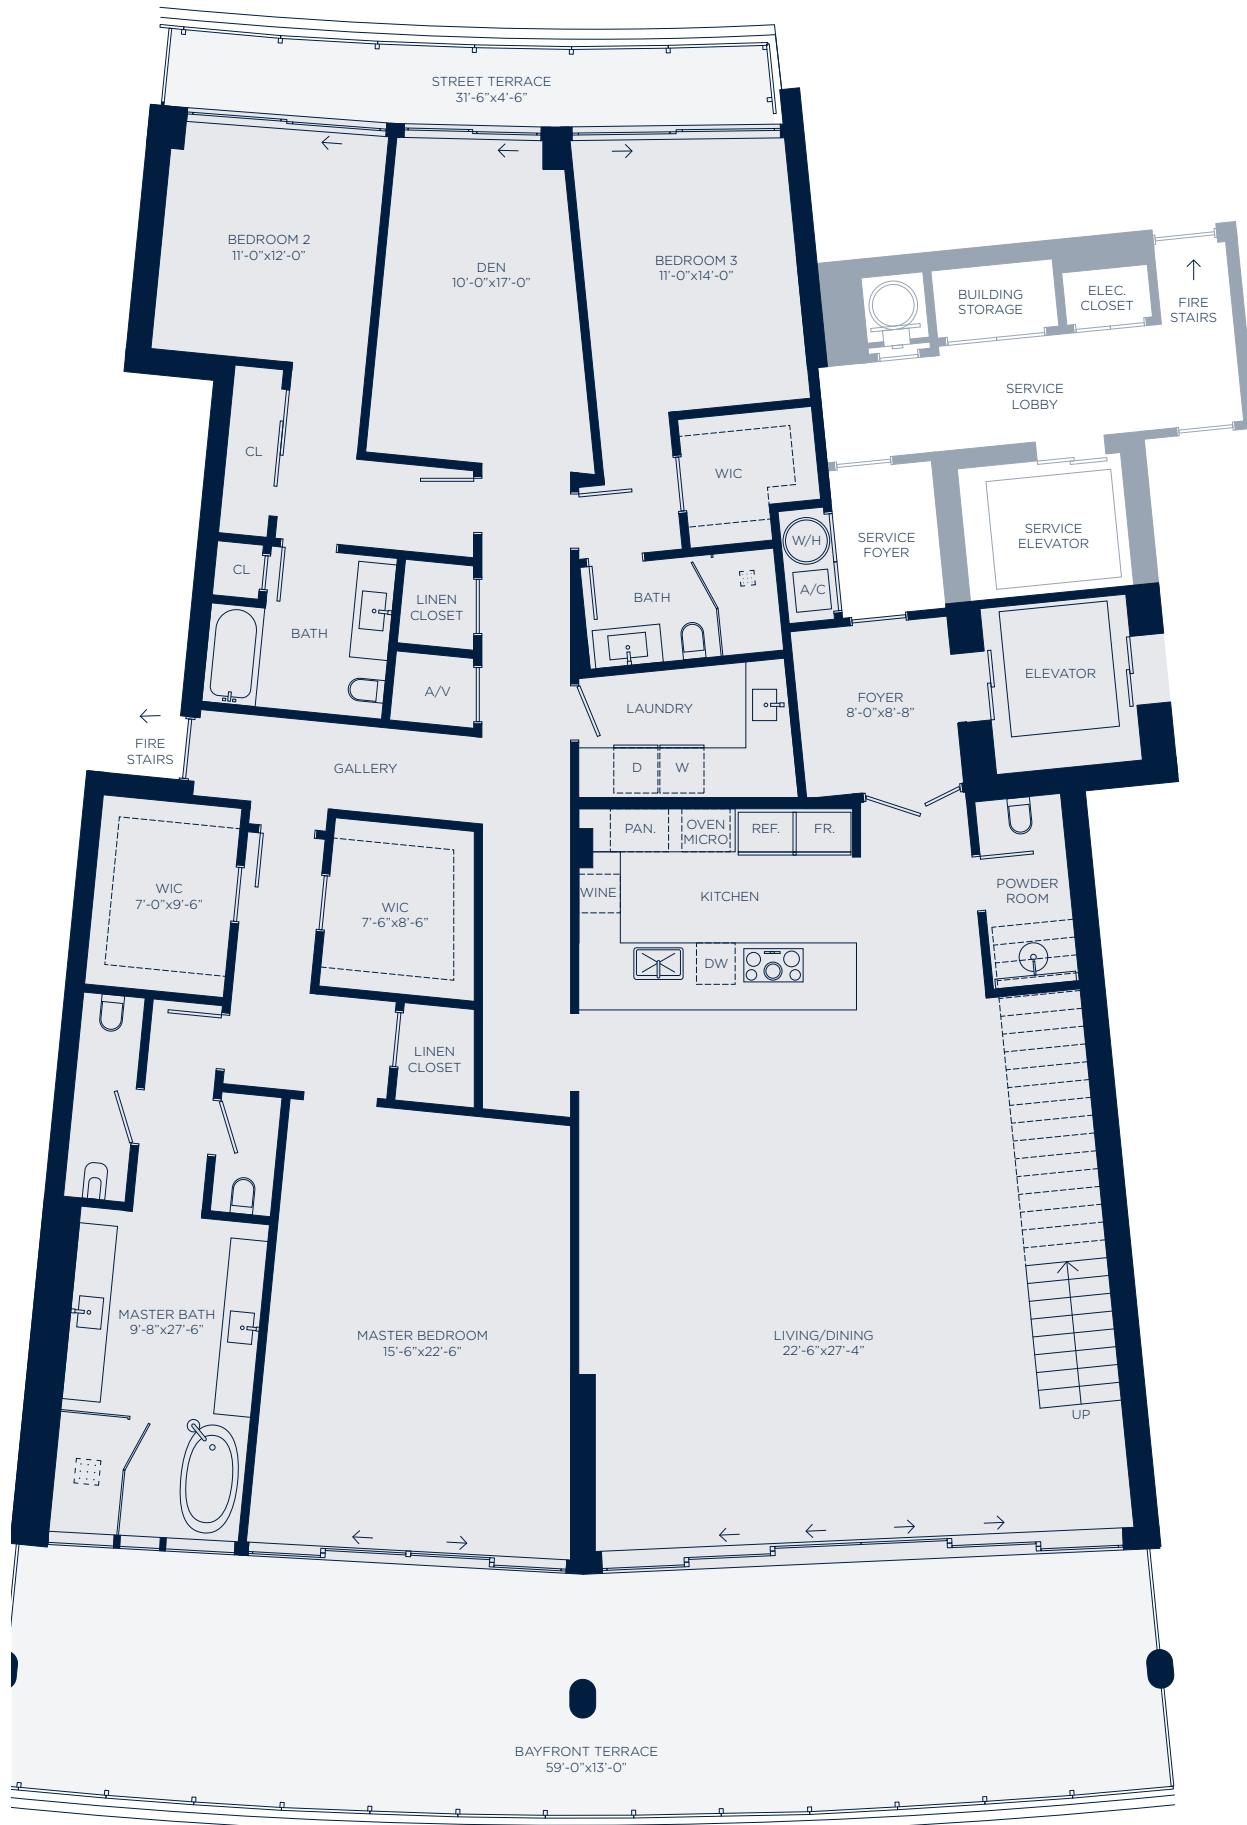 STREET TERRACE
31'-6"x4'-6"
BEDROOM 2
11'-0"x12'-0"
DEN
10'-0"x17'-0"
BEDROOM 3
11'-0"x14'-0"
BUILDING
STORAGE
ELEC.
CLOSET
FIRE
STAIRS
SERVICE
LOBBY
CL
WIC
SERVICE
FOYER
SERVICE
ELEVATOR
W/H
A/C
CL
LINEN
CLOSET
BATH
BATH
A/V
LAUNDRY
FOYER
8'-0"x8'-8"
ELEVATOR
FIRE
STAIRS
GALLERY
D
W
PAN.
OVEN
MICRO
REF.
FR.
WIC
7'-0"x9'-6"
WIC
7'-6"x8'-6"
WINE
KITCHEN
POWDER
ROOM
DW
LINEN
CLOSET
MASTER BATH
9'-8"x27'-6"
MASTER BEDROOM
15'-6"x22'-6"
LIVING/DINING
22'-6"x27'-4"
UP
BAYFRONT TERRACE
59'-0"x13'-0"